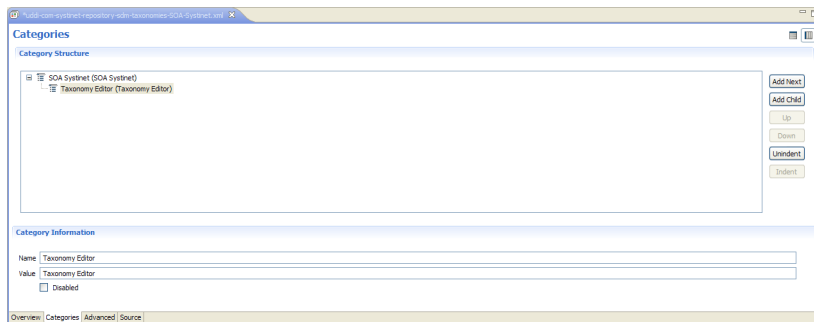 *uddi-com-systinet-repository-sdm-taxonomies-SOA-Systinet.xml
Categories
Category Structure
SOA Systinet (SOA Systinet)
Taxonomy Editor (Taxonomy Editor)
Add Next
Add Child
Up
Down
Unindent
Indent
Category Information
Name Taxonomy Editor
Value Taxonomy Editor
Disabled
Overview Categories Advanced Source